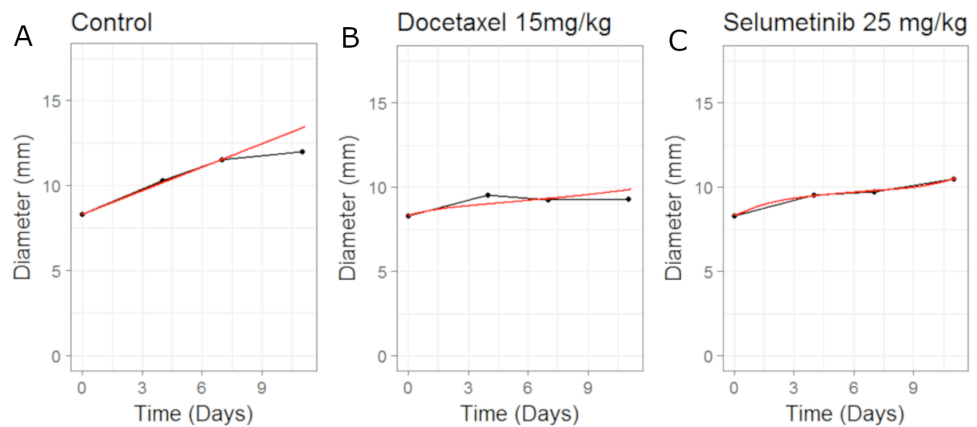 A Control
15
10
5
0
Diameter (mm)
0 3 6 9
Time (Days)
B Docetaxel 15mg/kg
15
10
5
0
Diameter (mm)
0 3 6 9
Time (Days)
C Selumetinib 25 mg/kg
15
10
5
0
Diameter (mm)
0 3 6 9
Time (Days)